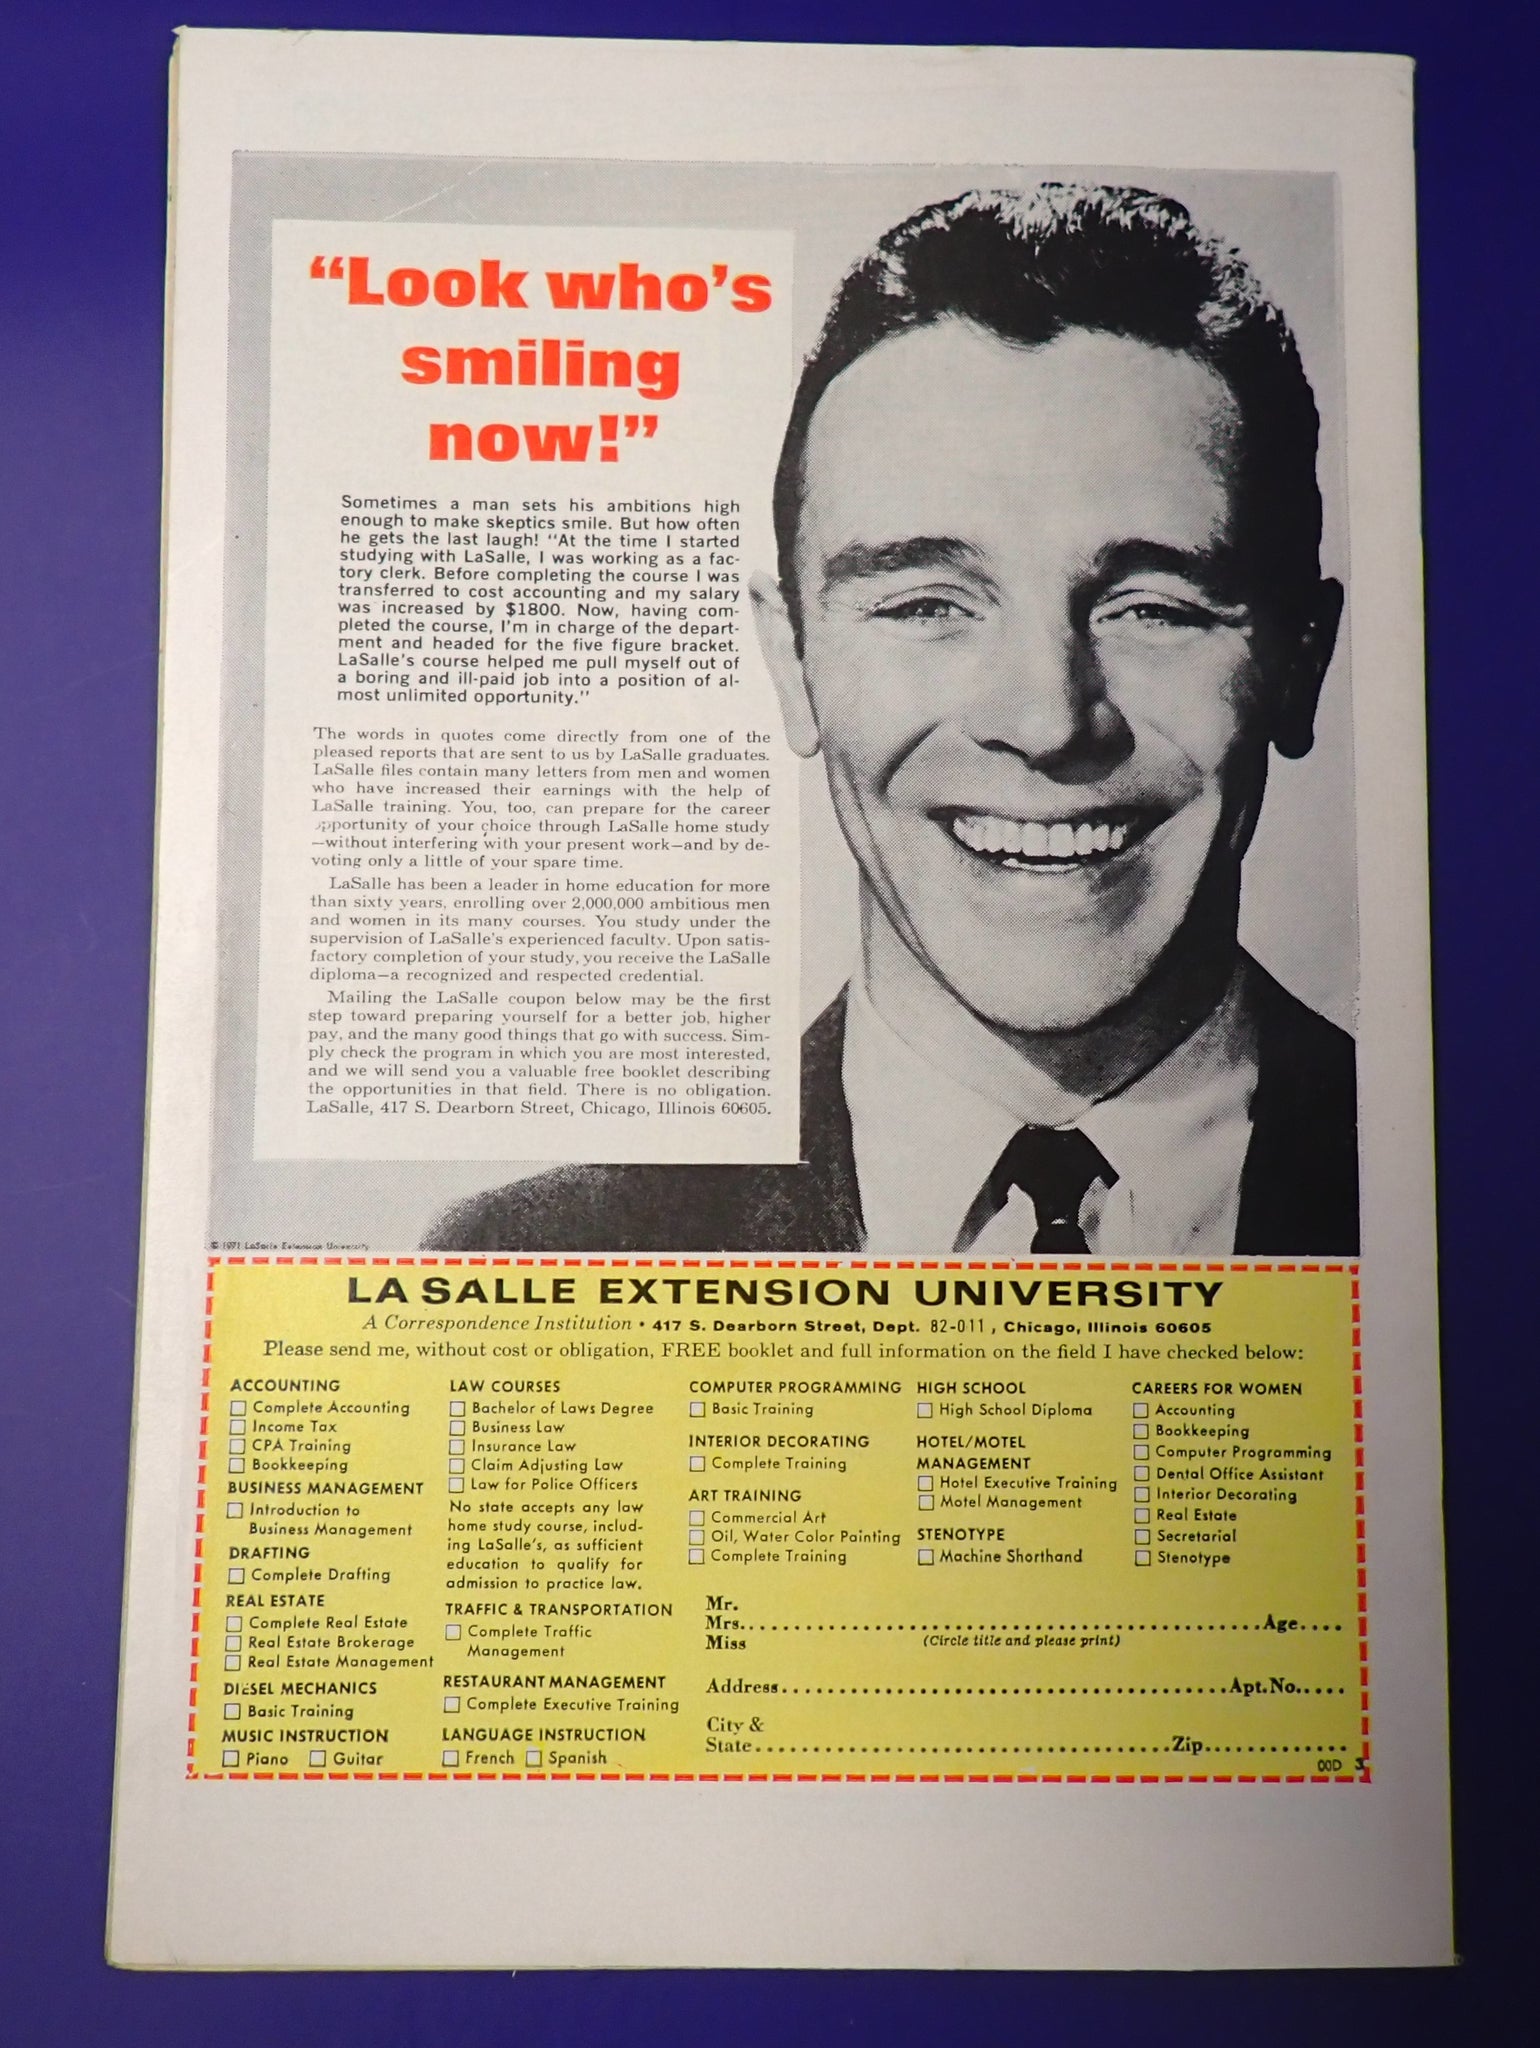 “Look who’s
smiling
now!”
Sometimes a man sets his ambitions high
enough to make skeptics smile. But how often
he gets the last laugh! “At the time I started
studying with LaSalle, I was working as a fac-
tory clerk. Before completing the course I was
transferred to cost accounting and my salary
was increased by $1800. Now, having com-
pleted the course, I’m in charge of the depart-
ment and headed for the five figure bracket.
LaSalle’s course helped me pull myself out of
a boring and ill-paid job into a position of al-
most unlimited opportunity.”
The words in quotes come directly from one of the
pleased reports that are sent to us by LaSalle graduates.
LaSalle files contain many letters from men and women
who have increased their earnings with the help of
LaSalle training. You, too, can prepare for the career
opportunity of your choice through LaSalle home study
—without interfering with your present work—and by de-
voting only a little of your spare time.
LaSalle has been a leader in home education for more
than sixty years, enrolling over 2,000,000 ambitious men
and women in its many courses. You study under the
supervision of LaSalle’s experienced faculty. Upon satis-
factory completion of your study, you receive the LaSalle
diploma—a recognized and respected credential.
Mailing the LaSalle coupon below may be the first
step toward preparing yourself for a better job, higher
pay, and the many good things that go with success. Sim-
ply check the program in which you are most interested,
and we will send you a valuable free booklet describing
the opportunities in that field. There is no obligation.
LaSalle, 417 S. Dearborn Street, Chicago, Illinois 60605.
© 1971 LaSalle Extension University
LA SALLE EXTENSION UNIVERSITY
A Correspondence Institution • 417 S. Dearborn Street, Dept. 82-011, Chicago, Illinois 60605
Please send me, without cost or obligation, FREE booklet and full information on the field I have checked below:
ACCOUNTING
Complete Accounting
Income Tax
CPA Training
Bookkeeping
BUSINESS MANAGEMENT
Introduction to
Business Management
DRAFTING
Complete Drafting
REAL ESTATE
Complete Real Estate
Real Estate Brokerage
Real Estate Management
DIESEL MECHANICS
Basic Training
MUSIC INSTRUCTION
Piano Guitar
LAW COURSES
Bachelor of Laws Degree
Business Law
Insurance Law
Claim Adjusting Law
Law for Police Officers
No state accepts any law
home study course, includ-
ing LaSalle’s, as sufficient
education to qualify for
admission to practice law.
TRAFFIC & TRANSPORTATION
Complete Traffic
Management
RESTAURANT MANAGEMENT
Complete Executive Training
LANGUAGE INSTRUCTION
French Spanish
COMPUTER PROGRAMMING
Basic Training
INTERIOR DECORATING
Complete Training
ART TRAINING
Commercial Art
Oil, Water Color Painting
Complete Training
HIGH SCHOOL
High School Diploma
HOTEL/MOTEL
MANAGEMENT
Hotel Executive Training
Motel Management
STENOTYPE
Machine Shorthand
CAREERS FOR WOMEN
Accounting
Bookkeeping
Computer Programming
Dental Office Assistant
Interior Decorating
Real Estate
Secretarial
Stenotype
Mr.
Mrs. Age
Miss (Circle title and please print)
Address Apt. No.
City &
State Zip
00D 3